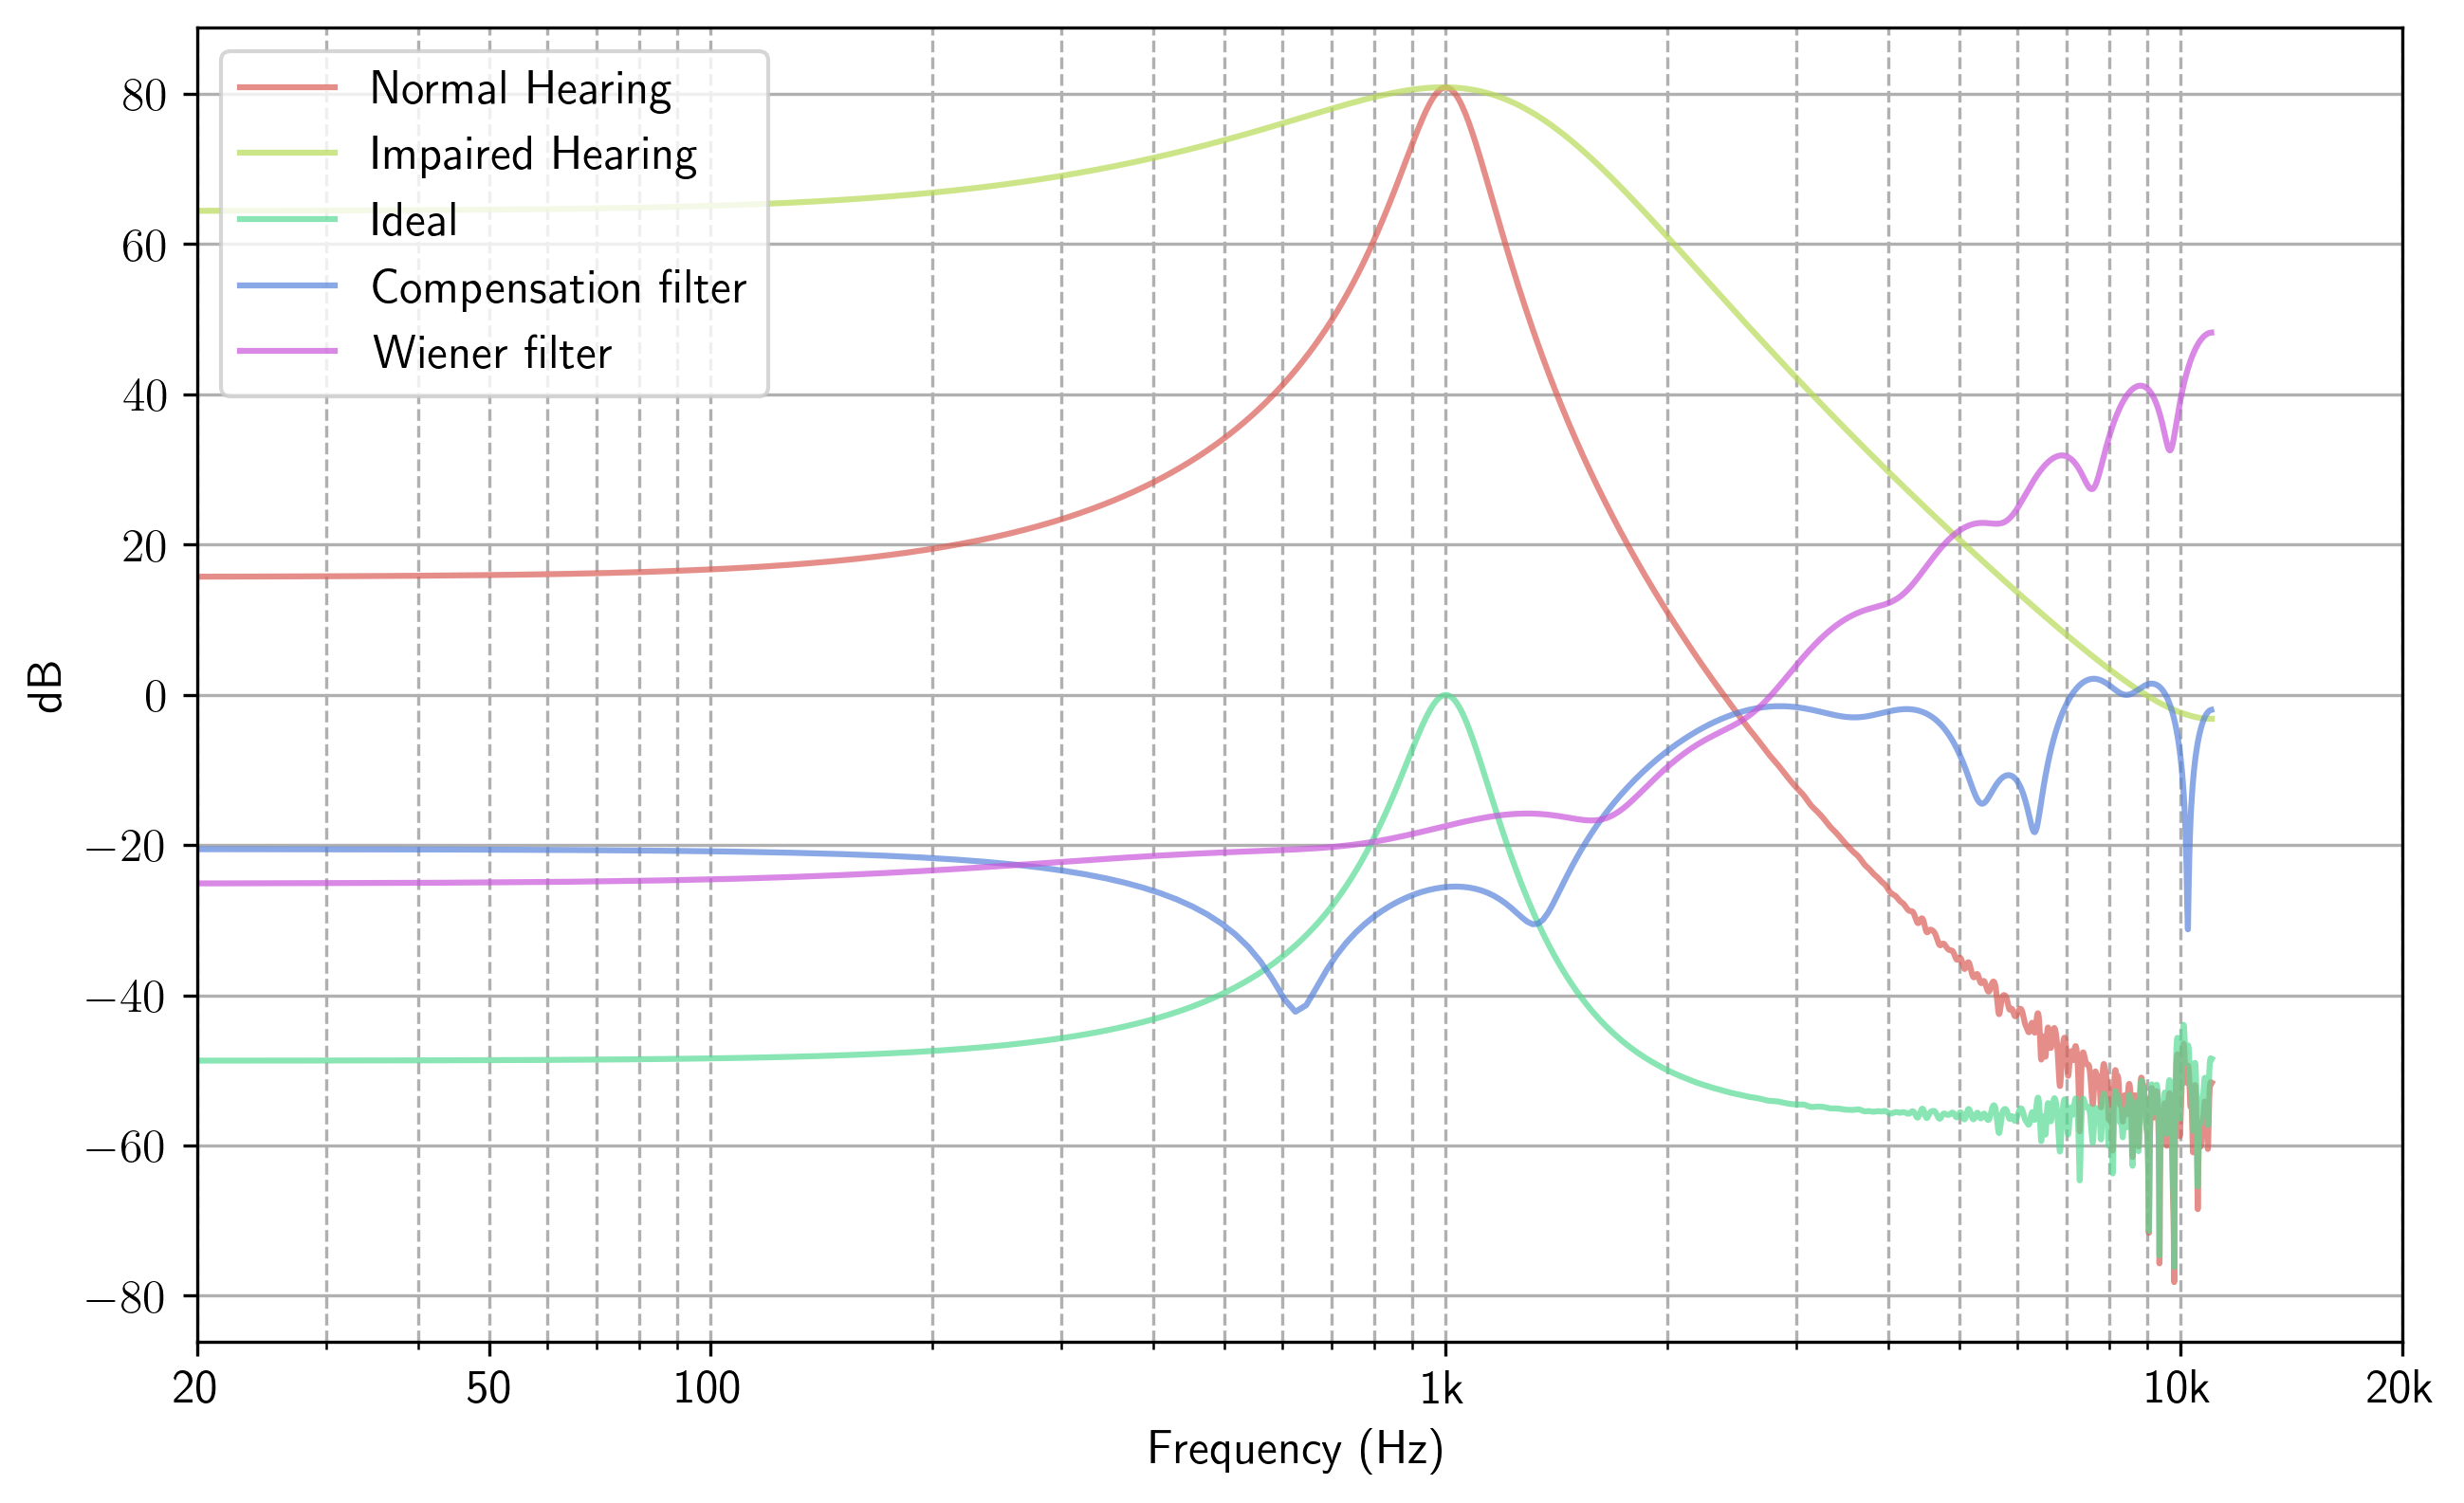 Normal Hearing
Impaired Hearing
Ideal
Compensation filter
Wiener filter
80
60
40
20
0
−20
−40
−60
−80
dB
20 50 100 1k 10k 20k
Frequency (Hz)